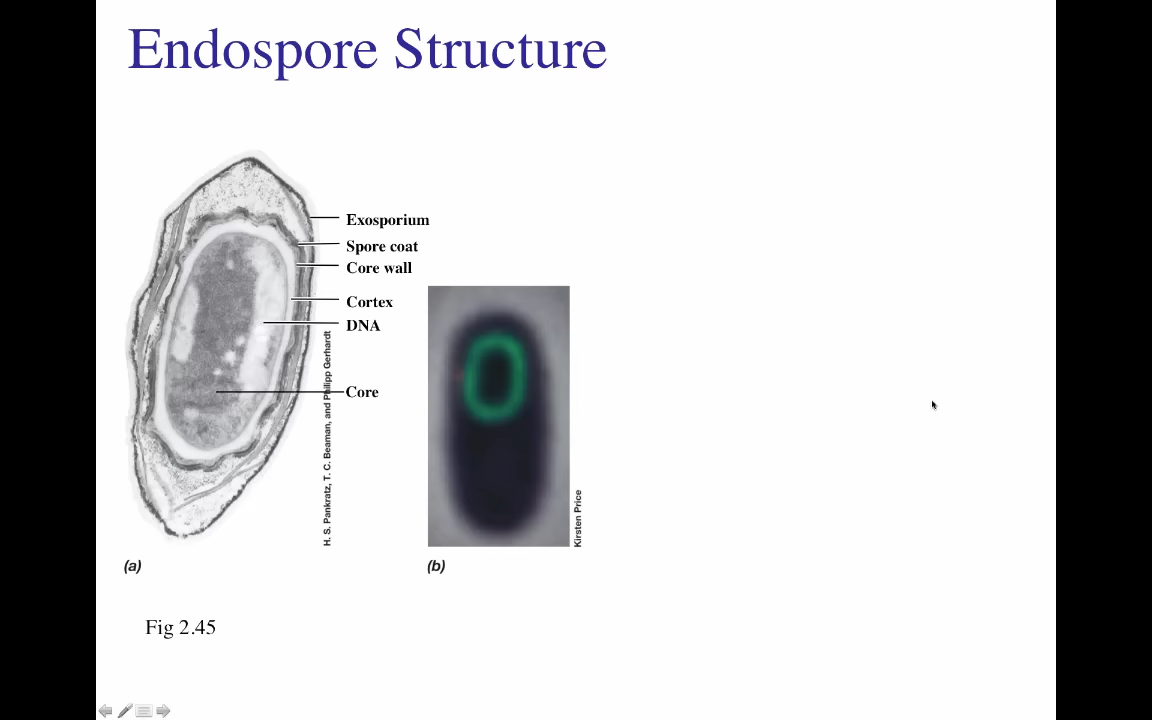 Endospore Structure
Exosporium
Spore coat
Core wall
Cortex
DNA
Core
H. S. Pankratz, T. C. Beaman, and Philipp Gerhardt
Kirsten Price
(a)
(b)
Fig 2.45